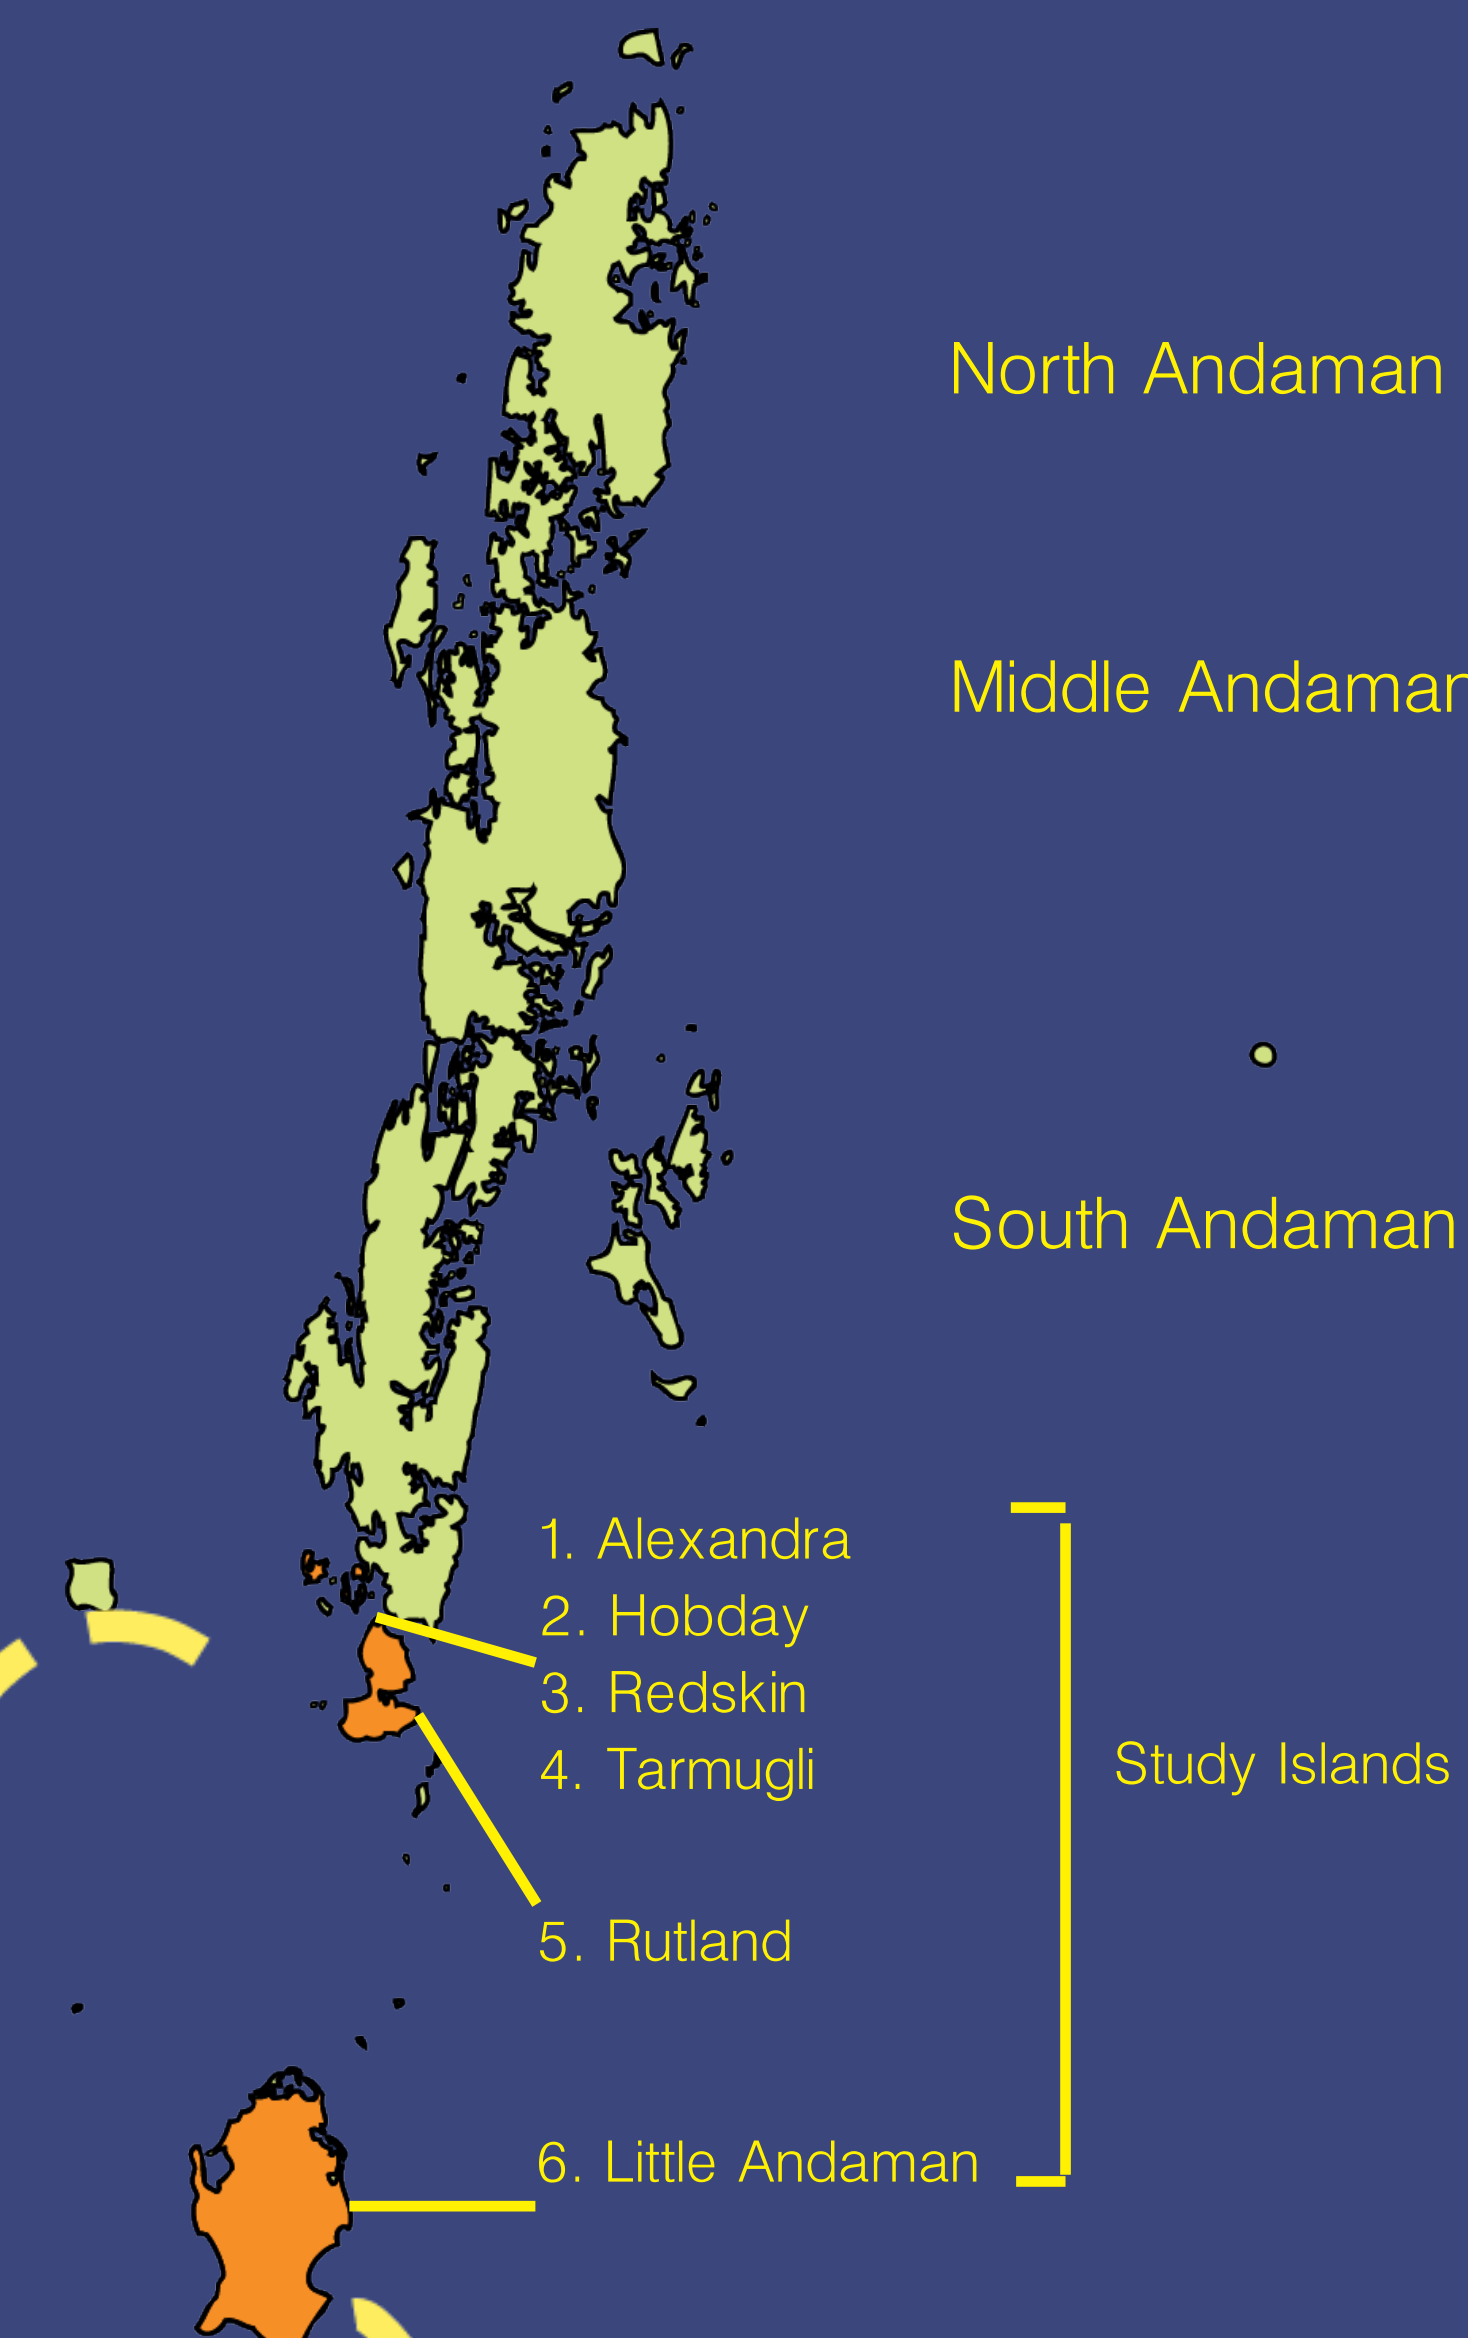 North Andaman
Middle Andaman
South Andaman
1. Alexandra
2. Hobday
3. Redskin
4. Tarmugli
Study Islands
5. Rutland
6. Little Andaman